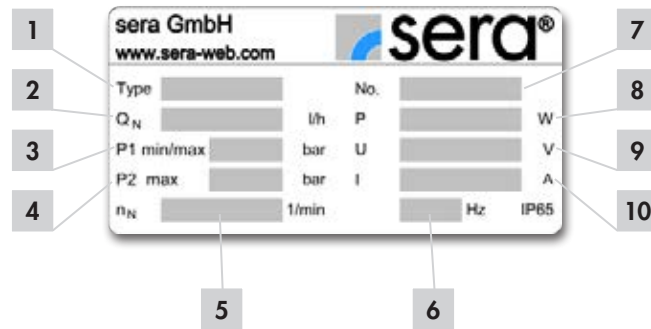 sera GmbH
www.sera-web.com
sera®
1
2
3
4
5
6
7
8
9
10
Type
No.
QN l/h
P W
P1 min/max bar
U V
P2 max bar
I A
nN 1/min
Hz IP65